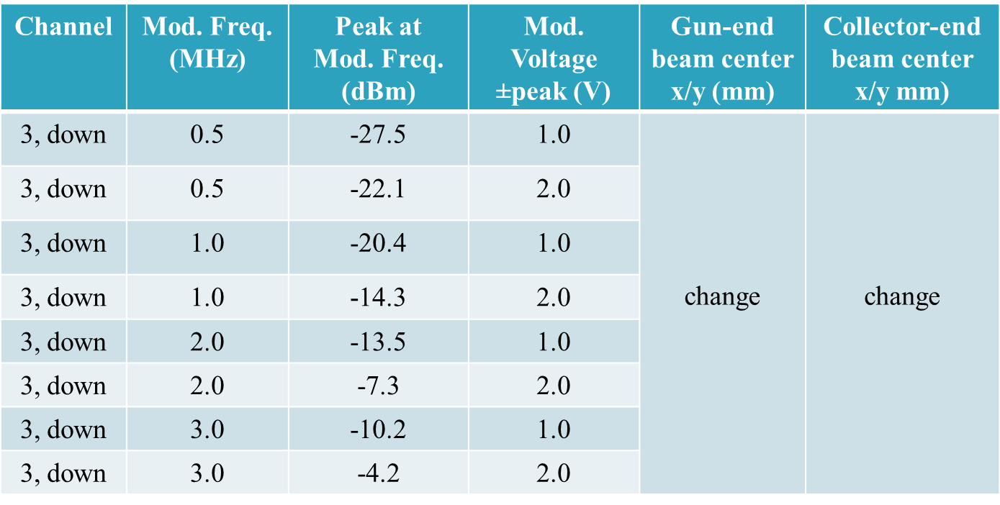 Channel Mod. Freq. (MHz) Peak at Mod. Freq. (dBm) Mod. Voltage ±peak (V) Gun-end beam center x/y (mm) Collector-end beam center x/y mm)
3, down 0.5 -27.5 1.0
3, down 0.5 -22.1 2.0
3, down 1.0 -20.4 1.0
3, down 1.0 -14.3 2.0 change change
3, down 2.0 -13.5 1.0
3, down 2.0 -7.3 2.0
3, down 3.0 -10.2 1.0
3, down 3.0 -4.2 2.0